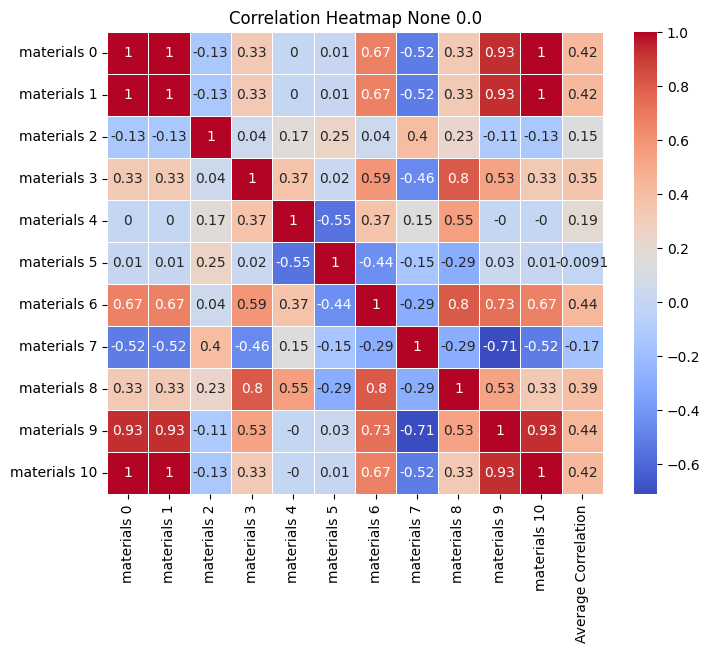 Correlation Heatmap None 0.0
materials 0 1 1 -0.13 0.33 0 0.01 0.67 -0.52 0.33 0.93 1 0.42
materials 1 1 1 -0.13 0.33 0 0.01 0.67 -0.52 0.33 0.93 1 0.42
materials 2 -0.13 -0.13 1 0.04 0.17 0.25 0.04 0.4 0.23 -0.11 -0.13 0.15
materials 3 0.33 0.33 0.04 1 0.37 0.02 0.59 -0.46 0.8 0.53 0.33 0.35
materials 4 0 0 0.17 0.37 1 -0.55 0.37 0.15 0.55 -0 -0 0.19
materials 5 0.01 0.01 0.25 0.02 -0.55 1 -0.44 -0.15 -0.29 0.03 0.01 -0.0091
materials 6 0.67 0.67 0.04 0.59 0.37 -0.44 1 -0.29 0.8 0.73 0.67 0.44
materials 7 -0.52 -0.52 0.4 -0.46 0.15 -0.15 -0.29 1 -0.29 -0.71 -0.52 -0.17
materials 8 0.33 0.33 0.23 0.8 0.55 -0.29 0.8 -0.29 1 0.53 0.33 0.39
materials 9 0.93 0.93 -0.11 0.53 -0 0.03 0.73 -0.71 0.53 1 0.93 0.44
materials 10 1 1 -0.13 0.33 -0 0.01 0.67 -0.52 0.33 0.93 1 0.42
materials 0
materials 1
materials 2
materials 3
materials 4
materials 5
materials 6
materials 7
materials 8
materials 9
materials 10
Average Correlation
1.0
0.8
0.6
0.4
0.2
0.0
−0.2
−0.4
−0.6